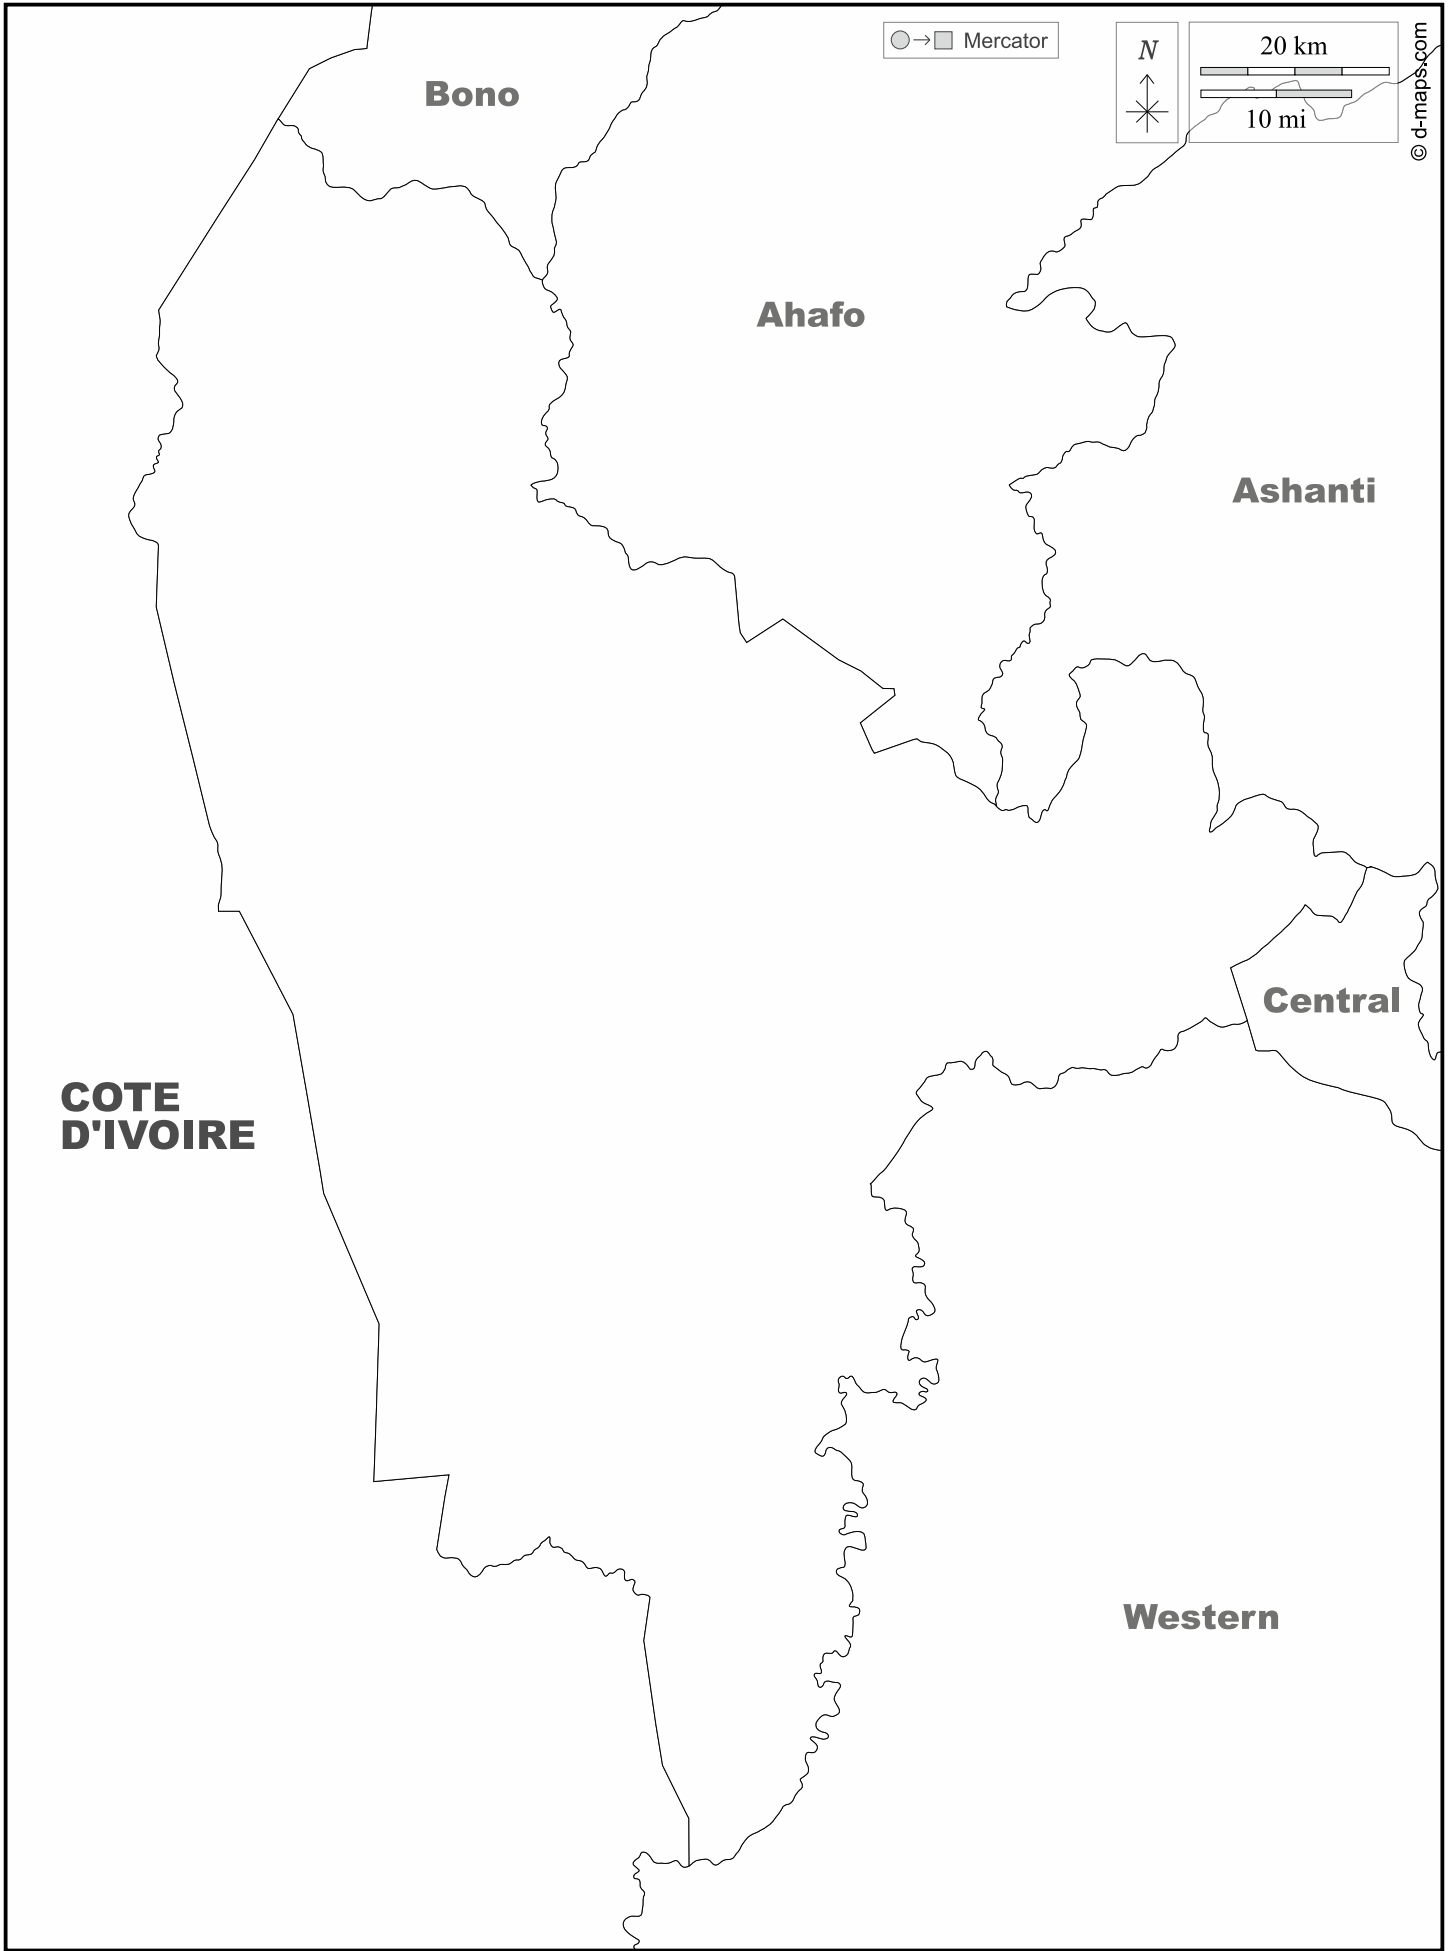 Mercator
N
20 km
10 mi
© d-maps.com
Bono
Ahafo
Ashanti
Central
COTE
D'IVOIRE
Western